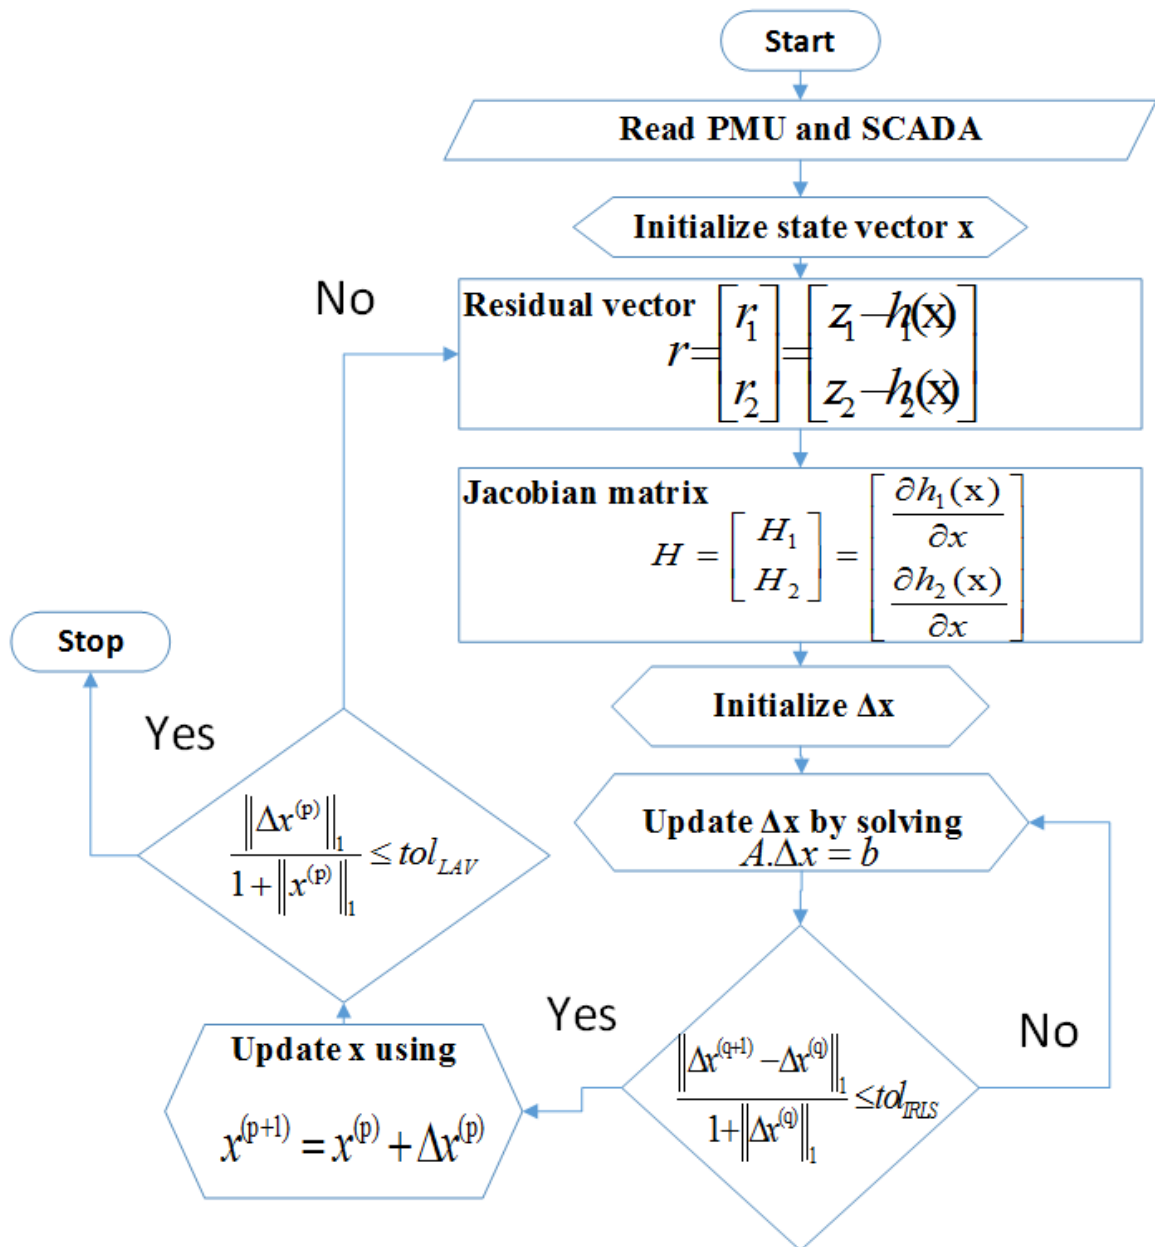 Start
Read PMU and SCADA
Initialize state vector x
No
Residual vector
r = [r₁ r₂] = [z₁ − h₁(x) z₂ − h₂(x)]
Jacobian matrix
H = [H₁ H₂] = [∂h₁(x)/∂x ∂h₂(x)/∂x]
Stop
Initialize Δx
Yes
Update Δx by solving
A.Δx = b
‖Δx⁽ᵖ⁾‖₁ / (1 + ‖x⁽ᵖ⁾‖₁) ≤ tol_LAV
Yes
No
Update x using
x^(p+1) = x^(p) + Δx^(p)
‖Δx^(q+1) − Δx^(q)‖₁ / (1 + ‖Δx^(q)‖₁) ≤ tol_IRLS